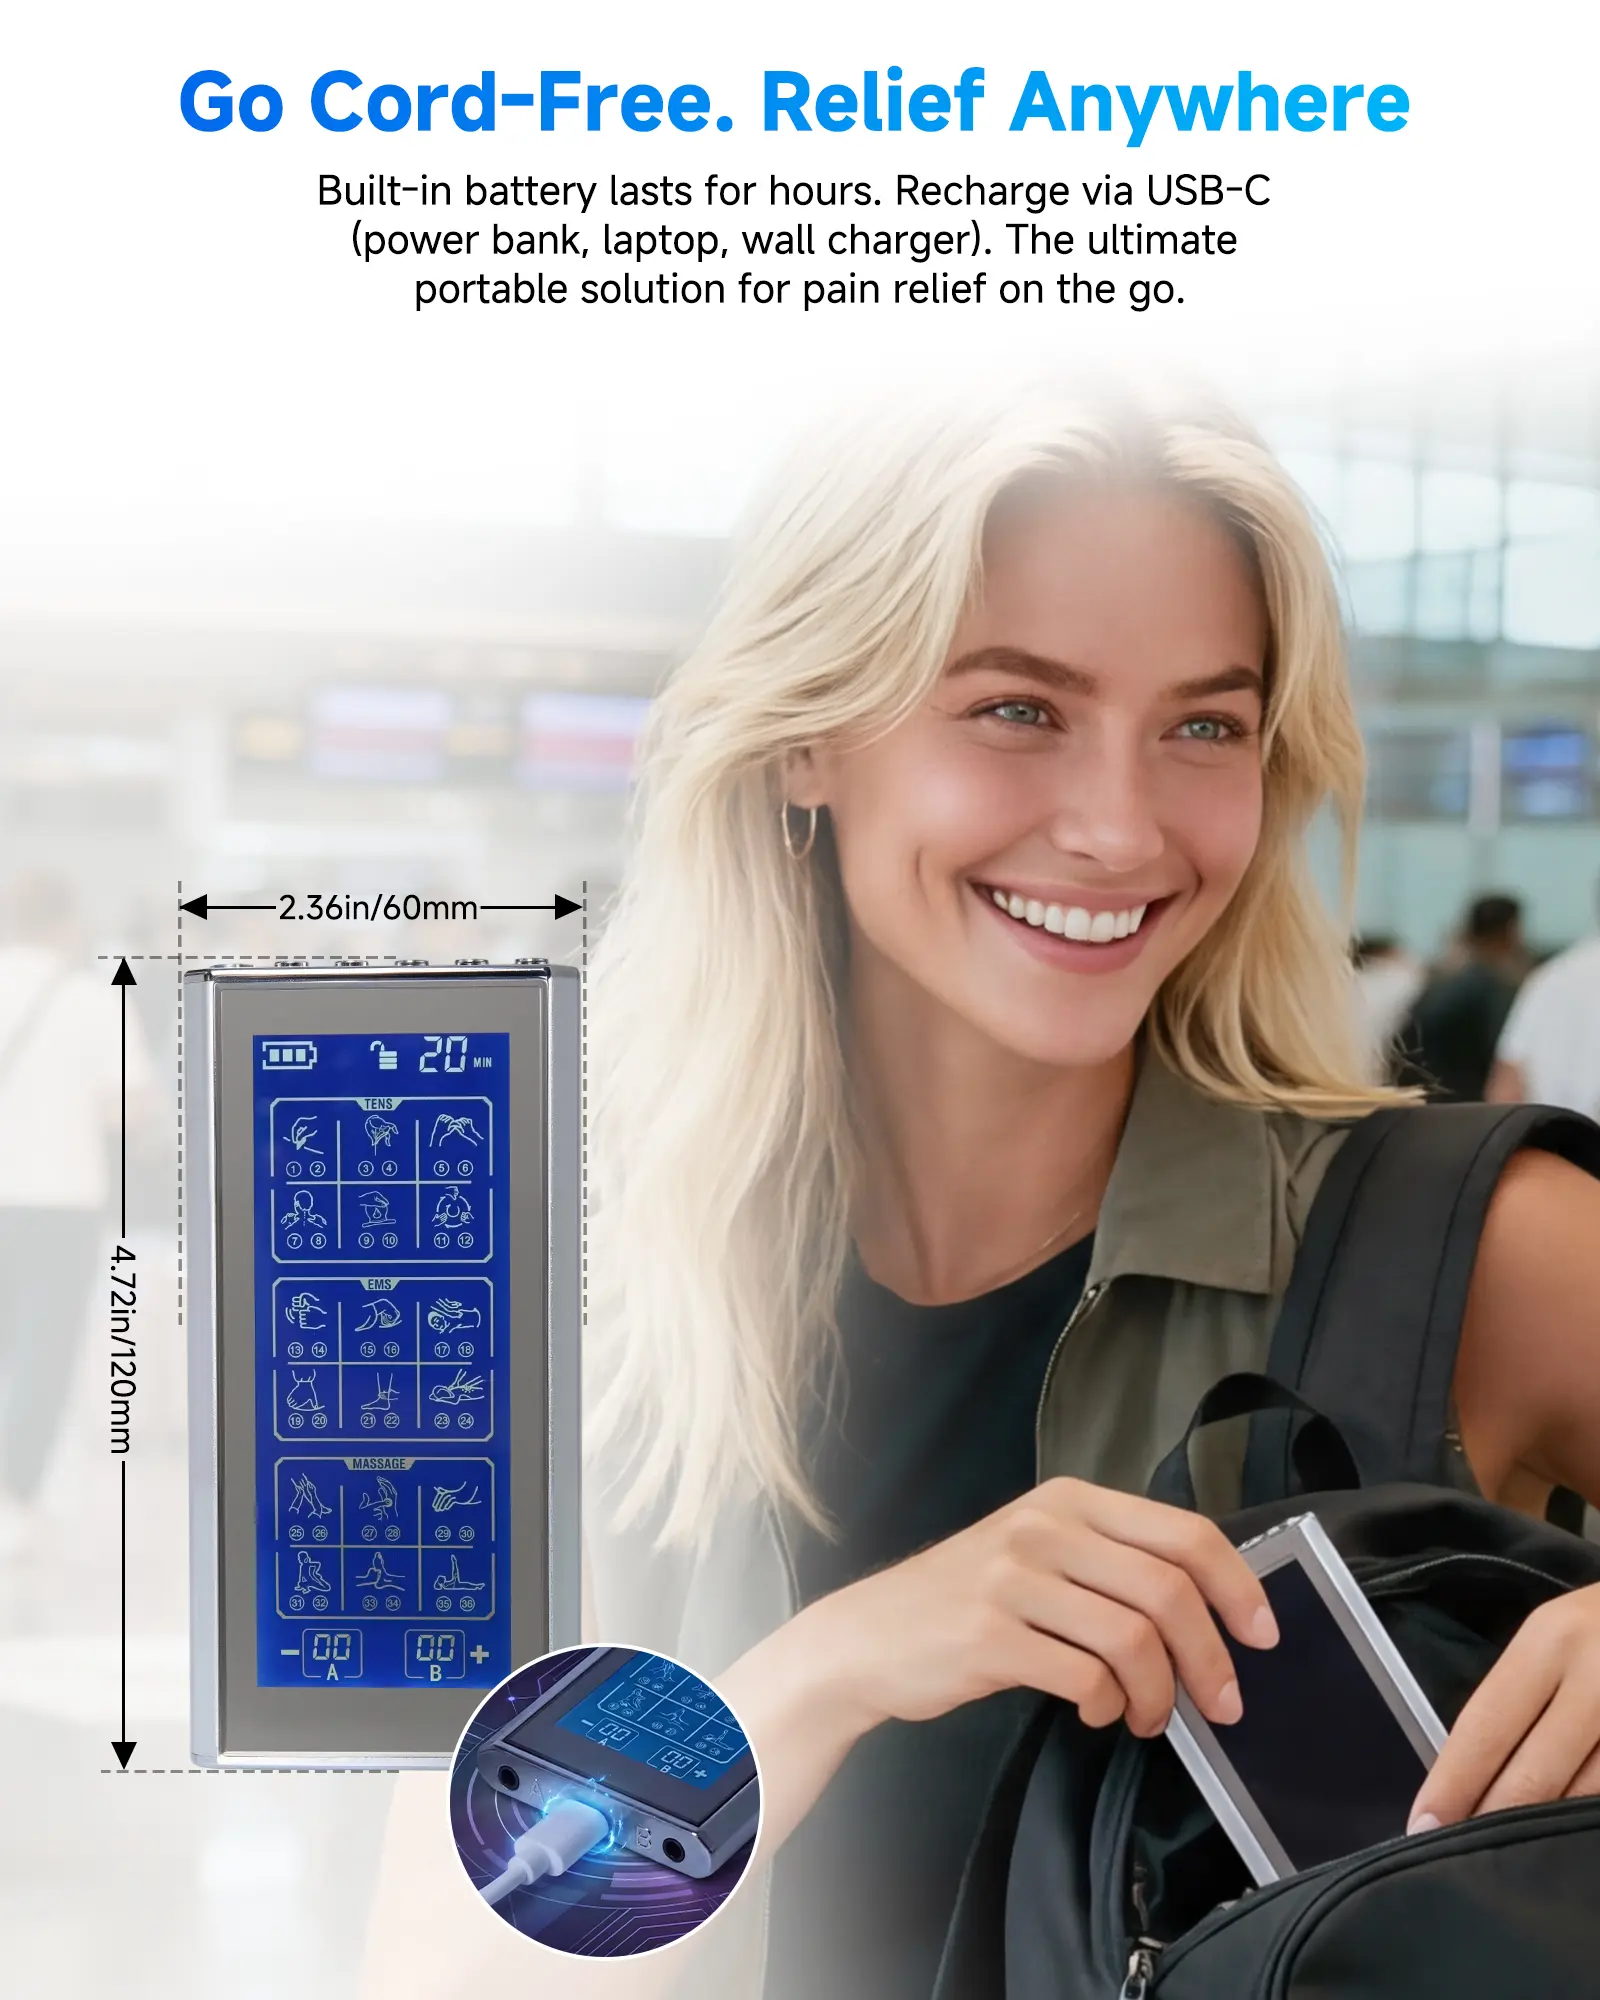 Go Cord-Free. Relief Anywhere
Built-in battery lasts for hours. Recharge via USB-C
(power bank, laptop, wall charger). The ultimate
portable solution for pain relief on the go.
2.36in/60mm
4.72in/120mm
20 MIN
TENS
1 2 3 4 5 6
7 8 9 10 11 12
EMS
13 14 15 16 17 18
19 20 21 22 23 24
MASSAGE
25 26 27 28 29 30
31 32 33 34 35 36
- 00 00 +
A B
- 00 00 +
A B
A B